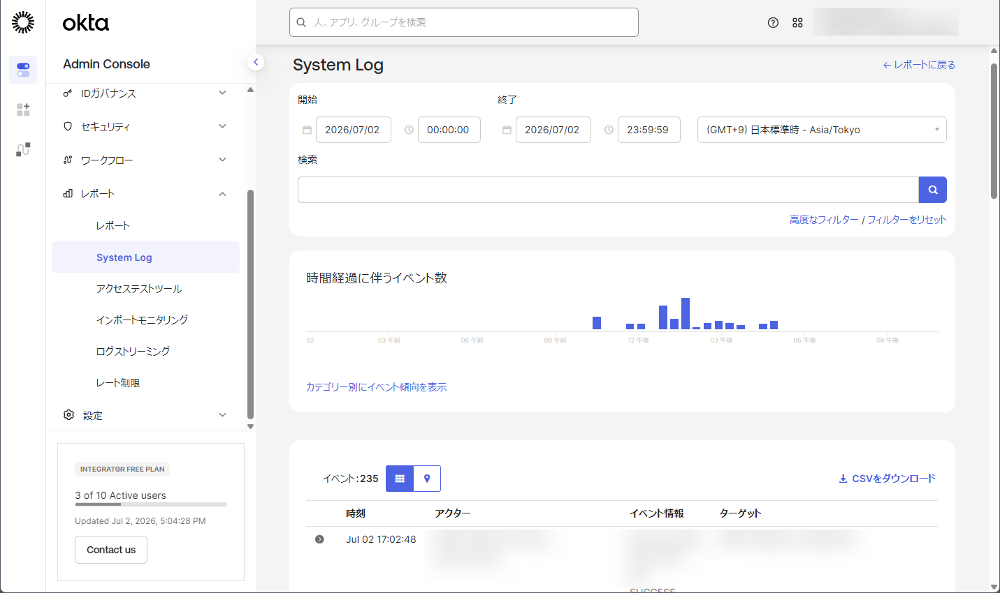 okta
人、アプリ、グループを検索
Admin Console
IDガバナンス
セキュリティ
ワークフロー
レポート
レポート
System Log
アクセステストツール
インポートモニタリング
ログストリーミング
レート制限
設定
INTEGRATOR FREE PLAN
3 of 10 Active users
Updated Jul 2, 2026, 5:04:28 PM
Contact us
System Log
← レポートに戻る
開始 終了
2026/07/02 00:00:00 2026/07/02 23:59:59 (GMT+9) 日本標準時 - Asia/Tokyo
検索
高度なフィルター / フィルターをリセット
時間経過に伴うイベント数
02 03 午前 06 午前 09 午前 12 午後 03 午後 06 午後 09 午後
カテゴリー別にイベント傾向を表示
イベント: 235 CSVをダウンロード
時刻 アクター イベント情報 ターゲット
Jul 02 17:02:48
SUCCESS